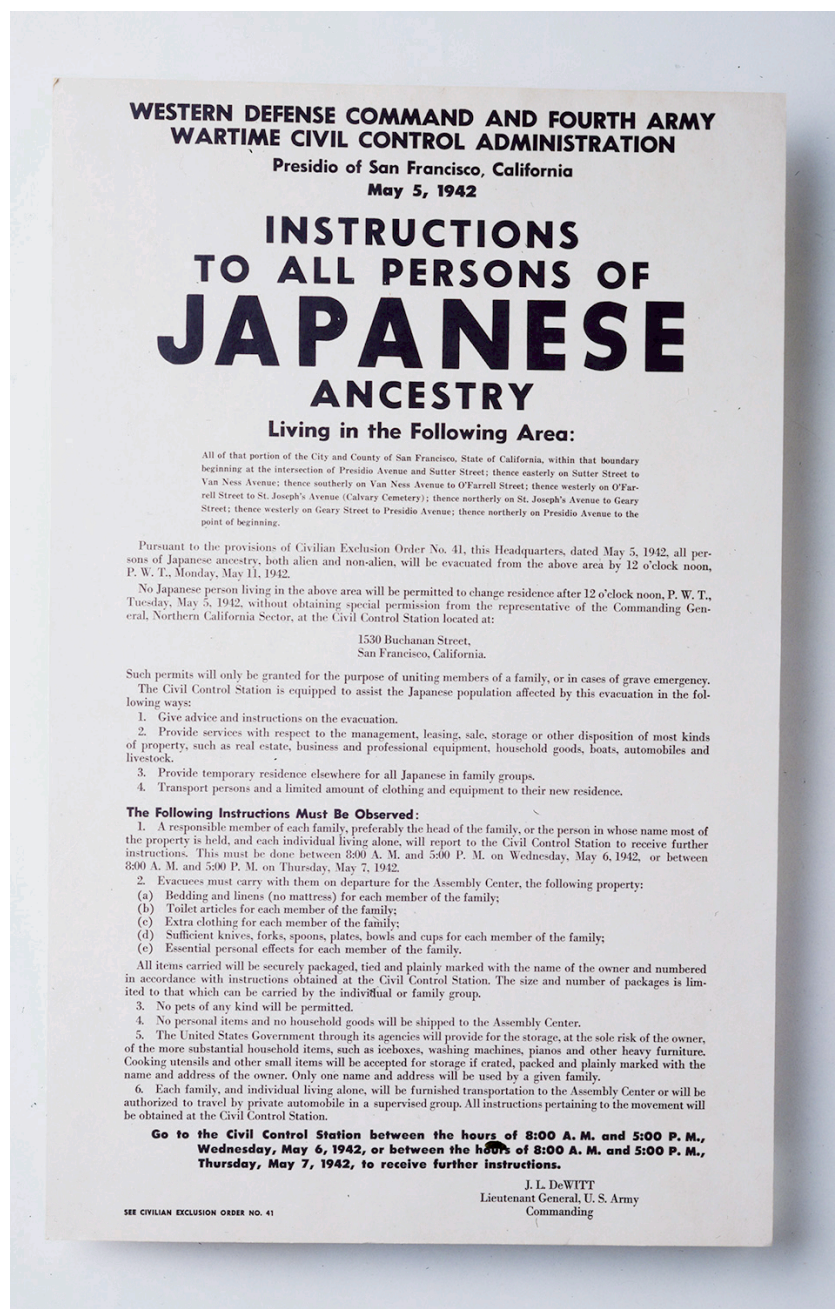 WESTERN DEFENSE COMMAND AND FOURTH ARMY
WARTIME CIVIL CONTROL ADMINISTRATION
Presidio of San Francisco, California
May 5, 1942
INSTRUCTIONS
TO ALL PERSONS OF
JAPANESE
ANCESTRY
Living in the Following Area:
All of that portion of the City and County of San Francisco, State of California, within that boundary
beginning at the intersection of Presidio Avenue and Sutter Street; thence easterly on Sutter Street to
Van Ness Avenue; thence southerly on Van Ness Avenue to O'Farrell Street; thence westerly on O'Far-
rell Street to St. Joseph's Avenue (Calvary Cemetery); thence northerly on St. Joseph's Avenue to Geary
Street; thence westerly on Geary Street to Presidio Avenue; thence northerly on Presidio Avenue to the
point of beginning.
Pursuant to the provisions of Civilian Exclusion Order No. 41, this Headquarters, dated May 5, 1942, all per-
sons of Japanese ancestry, both alien and non-alien, will be evacuated from the above area by 12 o'clock noon,
P. W. T., Monday, May 11, 1942.
No Japanese person living in the above area will be permitted to change residence after 12 o'clock noon, P. W. T.,
Tuesday, May 5, 1942, without obtaining special permission from the representative of the Commanding Gen-
eral, Northern California Sector, at the Civil Control Station located at:
1530 Buchanan Street,
San Francisco, California.
Such permits will only be granted for the purpose of uniting members of a family, or in cases of grave emergency.
The Civil Control Station is equipped to assist the Japanese population affected by this evacuation in the fol-
lowing ways:
1. Give advice and instructions on the evacuation.
2. Provide services with respect to the management, leasing, sale, storage or other disposition of most kinds
of property, such as real estate, business and professional equipment, household goods, boats, automobiles and
livestock.
3. Provide temporary residence elsewhere for all Japanese in family groups.
4. Transport persons and a limited amount of clothing and equipment to their new residence.
The Following Instructions Must Be Observed:
1. A responsible member of each family, preferably the head of the family, or the person in whose name most of
the property is held, and each individual living alone, will report to the Civil Control Station to receive further
instructions. This must be done between 8:00 A. M. and 5:00 P. M. on Wednesday, May 6, 1942, or between
8:00 A. M. and 5:00 P. M. on Thursday, May 7, 1942.
2. Evacuees must carry with them on departure for the Assembly Center, the following property:
(a) Bedding and linens (no mattress) for each member of the family;
(b) Toilet articles for each member of the family;
(c) Extra clothing for each member of the family;
(d) Sufficient knives, forks, spoons, plates, bowls and cups for each member of the family;
(e) Essential personal effects for each member of the family.
All items carried will be securely packaged, tied and plainly marked with the name of the owner and numbered
in accordance with instructions obtained at the Civil Control Station. The size and number of packages is lim-
ited to that which can be carried by the individual or family group.
3. No pets of any kind will be permitted.
4. No personal items and no household goods will be shipped to the Assembly Center.
5. The United States Government through its agencies will provide for the storage, at the sole risk of the owner,
of the more substantial household items, such as iceboxes, washing machines, pianos and other heavy furniture.
Cooking utensils and other small items will be accepted for storage if crated, packed and plainly marked with the
name and address of the owner. Only one name and address will be used by a given family.
6. Each family, and individual living alone, will be furnished transportation to the Assembly Center or will be
authorized to travel by private automobile in a supervised group. All instructions pertaining to the movement will
be obtained at the Civil Control Station.
Go to the Civil Control Station between the hours of 8:00 A. M. and 5:00 P. M.,
Wednesday, May 6, 1942, or between the hours of 8:00 A. M. and 5:00 P. M.,
Thursday, May 7, 1942, to receive further instructions.
J. L. DeWITT
Lieutenant General, U. S. Army
Commanding
SEE CIVILIAN EXCLUSION ORDER NO. 41